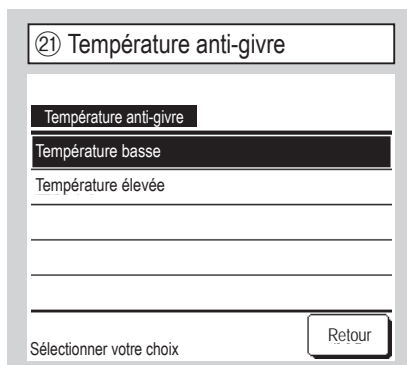 ㉑ Température anti-givre
Température anti-givre
Température basse
Température élevée
Sélectionner votre choix
Retour